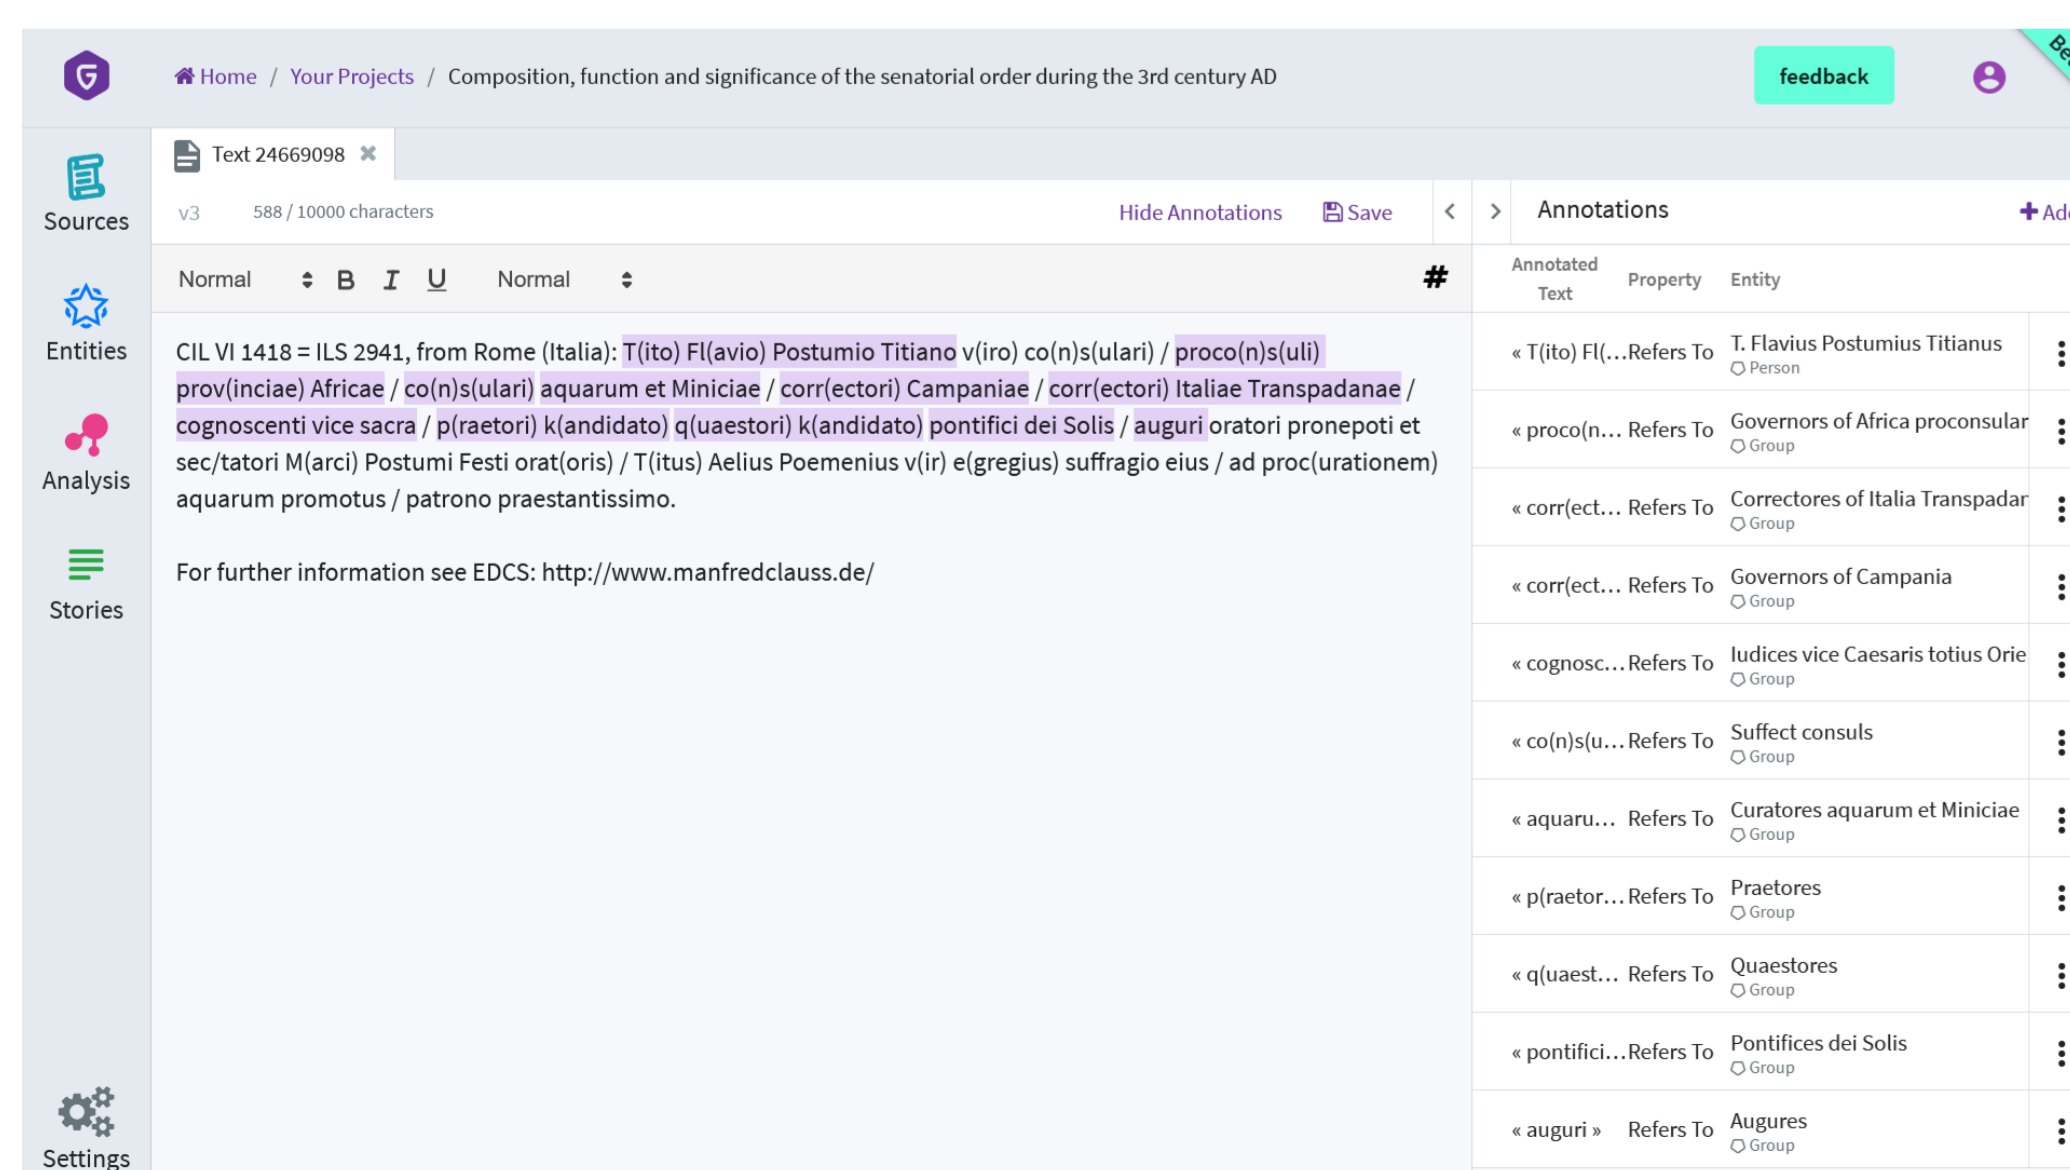 Home / Your Projects / Composition, function and significance of the senatorial order during the 3rd century AD
feedback
Text 24669098
Sources
Entities
Analysis
Stories
Settings
v3 588 / 10000 characters
Hide Annotations Save
Normal B I U Normal #
CIL VI 1418 = ILS 2941, from Rome (Italia): T(ito) Fl(avio) Postumio Titiano v(iro) co(n)s(ulari) / proco(n)s(uli)
prov(inciae) Africae / co(n)s(ulari) aquarum et Miniciae / corr(ectori) Campaniae / corr(ectori) Italiae Transpadanae /
cognoscenti vice sacra / p(raetori) k(andidato) q(uaestori) k(andidato) pontifici dei Solis / auguri oratori pronepoti et
sec/tatori M(arci) Postumi Festi orat(oris) / T(itus) Aelius Poemenius v(ir) e(gregius) suffragio eius / ad proc(urationem)
aquarum promotus / patrono praestantissimo.
For further information see EDCS: http://www.manfredclauss.de/
Annotations
Annotated
Text
Property Entity
« T(ito) Fl(… Refers To T. Flavius Postumius Titianus
Person
« proco(n… Refers To Governors of Africa proconsular
Group
« corr(ect… Refers To Correctores of Italia Transpadar
Group
« corr(ect… Refers To Governors of Campania
Group
« cognosc… Refers To Iudices vice Caesaris totius Orie
Group
« co(n)s(u… Refers To Suffect consuls
Group
« aquaru… Refers To Curatores aquarum et Miniciae
Group
« p(raetor… Refers To Praetores
Group
« q(uaest… Refers To Quaestores
Group
« pontifici… Refers To Pontifices dei Solis
Group
« auguri » Refers To Augures
Group